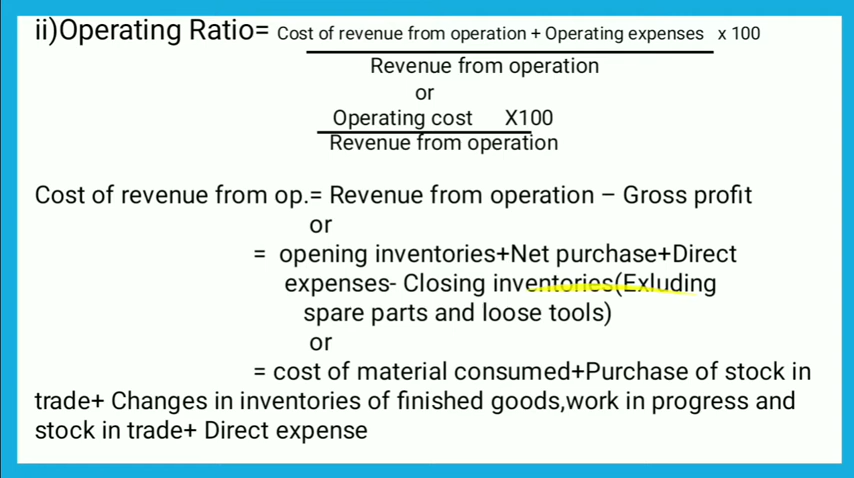 ii)Operating Ratio= Cost of revenue from operation + Operating expenses x 100
Revenue from operation
or
Operating cost X100
Revenue from operation
Cost of revenue from op.= Revenue from operation – Gross profit
or
= opening inventories+Net purchase+Direct
expenses- Closing inventories(Exluding
spare parts and loose tools)
or
= cost of material consumed+Purchase of stock in
trade+ Changes in inventories of finished goods,work in progress and
stock in trade+ Direct expense